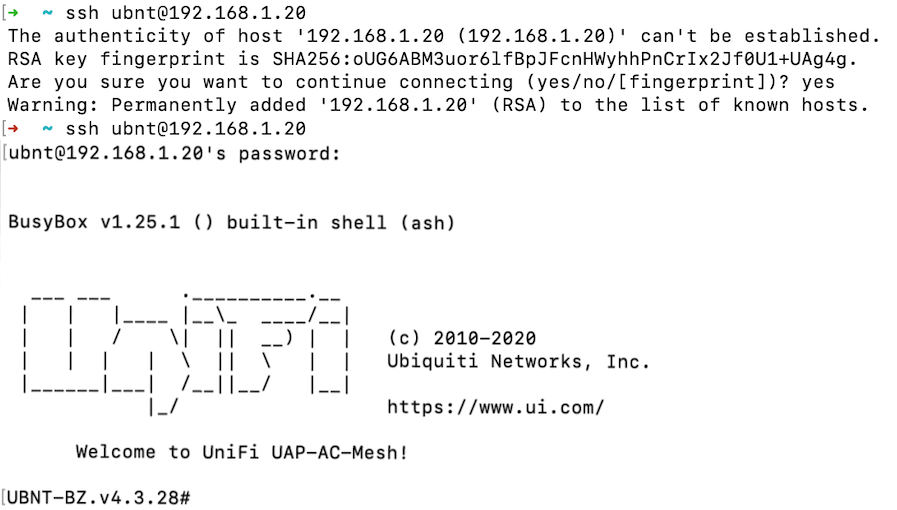 [→ ~ ssh ubnt@192.168.1.20
The authenticity of host '192.168.1.20 (192.168.1.20)' can't be established.
RSA key fingerprint is SHA256:oUG6ABM3uor6lfBpJFcnHWyhhPnCrIx2Jf0U1+UAg4g.
Are you sure you want to continue connecting (yes/no/[fingerprint])? yes
Warning: Permanently added '192.168.1.20' (RSA) to the list of known hosts.
[→ ~ ssh ubnt@192.168.1.20
[ubnt@192.168.1.20's password:
BusyBox v1.25.1 () built-in shell (ash)
UniFi
(c) 2010-2020
Ubiquiti Networks, Inc.
https://www.ui.com/
Welcome to UniFi UAP-AC-Mesh!
[UBNT-BZ.v4.3.28#